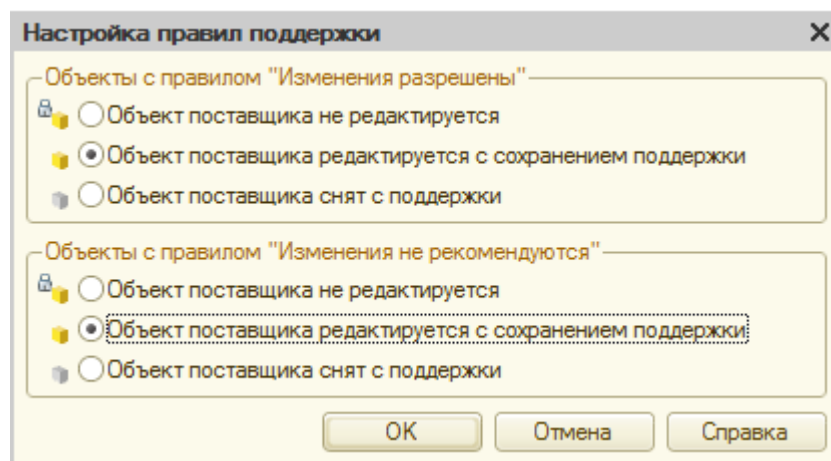 Настройка правил поддержки
Объекты с правилом "Изменения разрешены"
Объект поставщика не редактируется
Объект поставщика редактируется с сохранением поддержки
Объект поставщика снят с поддержки
Объекты с правилом "Изменения не рекомендуются"
Объект поставщика не редактируется
Объект поставщика редактируется с сохранением поддержки
Объект поставщика снят с поддержки
ОК Отмена Справка